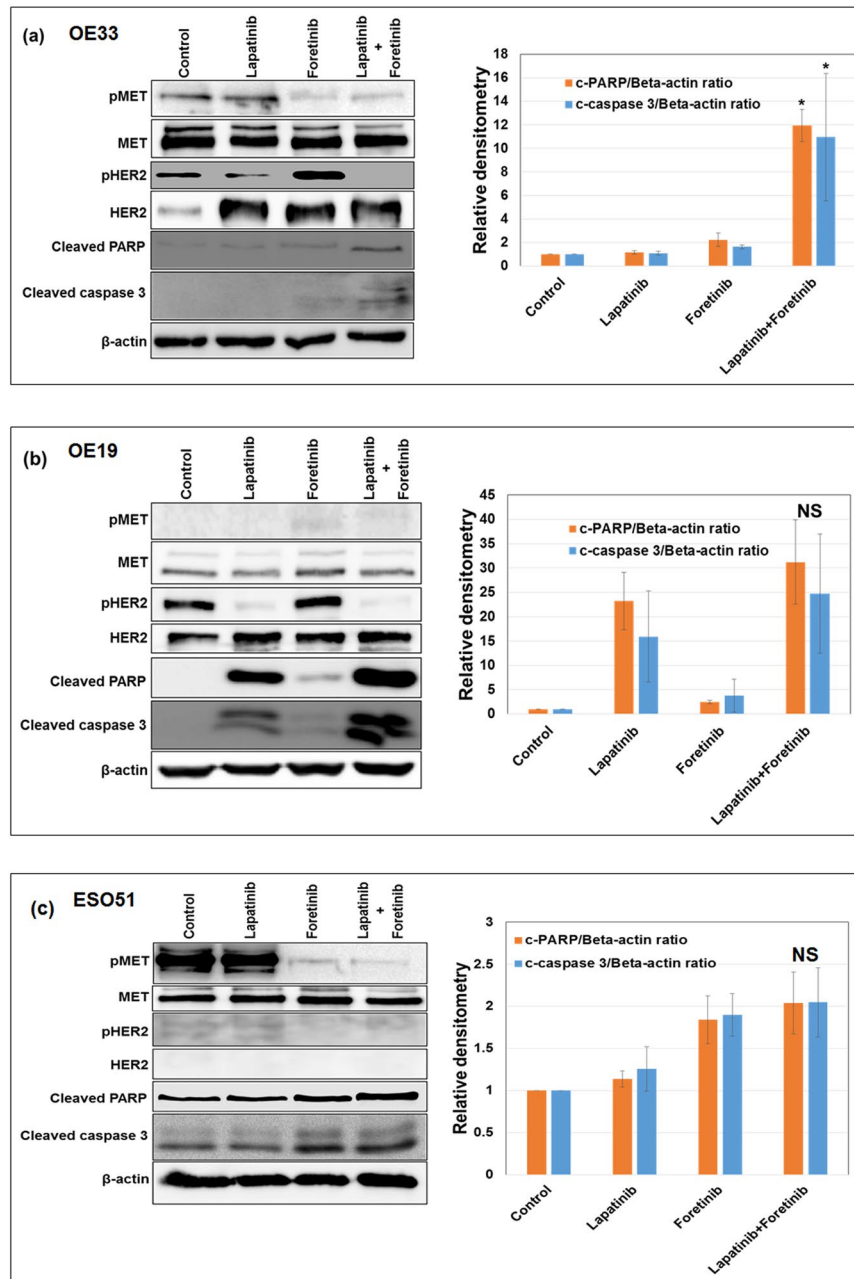 (a) OE33
Control
Lapatinib
Foretinib
Lapatinib
+
Foretinib
pMET
MET
pHER2
HER2
Cleaved PARP
Cleaved caspase 3
β-actin
Relative densitometry
18
16
14
12
10
8
6
4
2
0
c-PARP/Beta-actin ratio
c-caspase 3/Beta-actin ratio
*
*
Control
Lapatinib
Foretinib
Lapatinib+Foretinib
(b) OE19
Control
Lapatinib
Foretinib
Lapatinib
+
Foretinib
pMET
MET
pHER2
HER2
Cleaved PARP
Cleaved caspase 3
β-actin
Relative densitometry
45
40
35
30
25
20
15
10
5
0
c-PARP/Beta-actin ratio
c-caspase 3/Beta-actin ratio
NS
Control
Lapatinib
Foretinib
Lapatinib+Foretinib
(c) ESO51
Control
Lapatinib
Foretinib
Lapatinib
+
Foretinib
pMET
MET
pHER2
HER2
Cleaved PARP
Cleaved caspase 3
β-actin
Relative densitometry
3
2.5
2
1.5
1
0.5
0
c-PARP/Beta-actin ratio
c-caspase 3/Beta-actin ratio
NS
Control
Lapatinib
Foretinib
Lapatinib+Foretinib